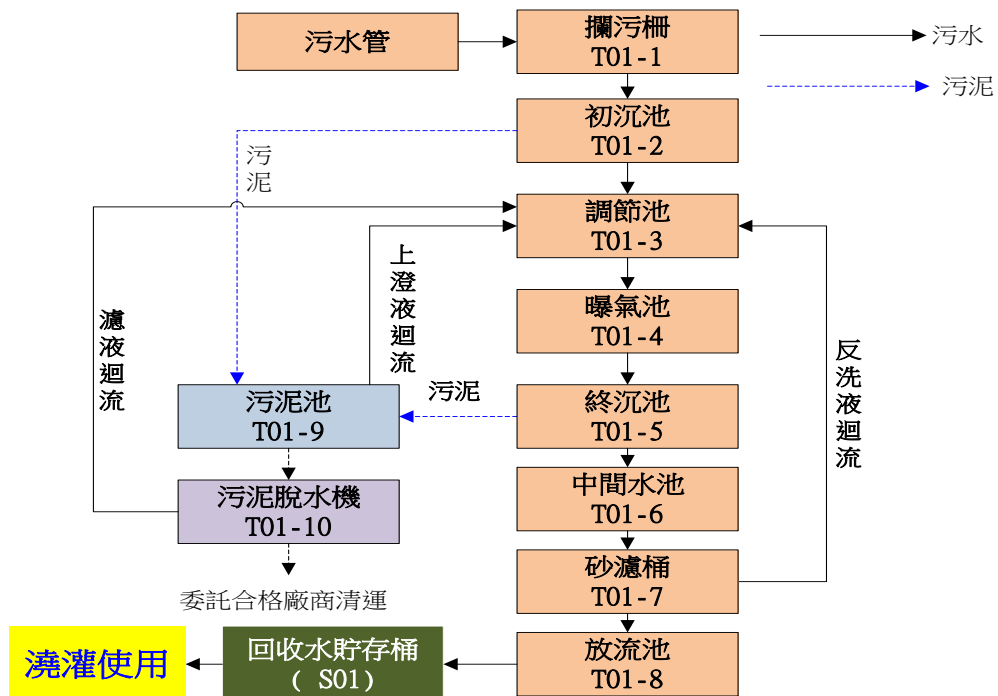 污水管
攔污柵
T01-1
污水
污泥
初沉池
T01-2
污泥
調節池
T01-3
上澄液迴流
曝氣池
T01-4
濾液迴流
反洗液迴流
污泥
污泥池
T01-9
終沉池
T01-5
污泥脫水機
T01-10
中間水池
T01-6
委託合格廠商清運
砂濾桶
T01-7
澆灌使用
回收水貯存桶
( S01)
放流池
T01-8